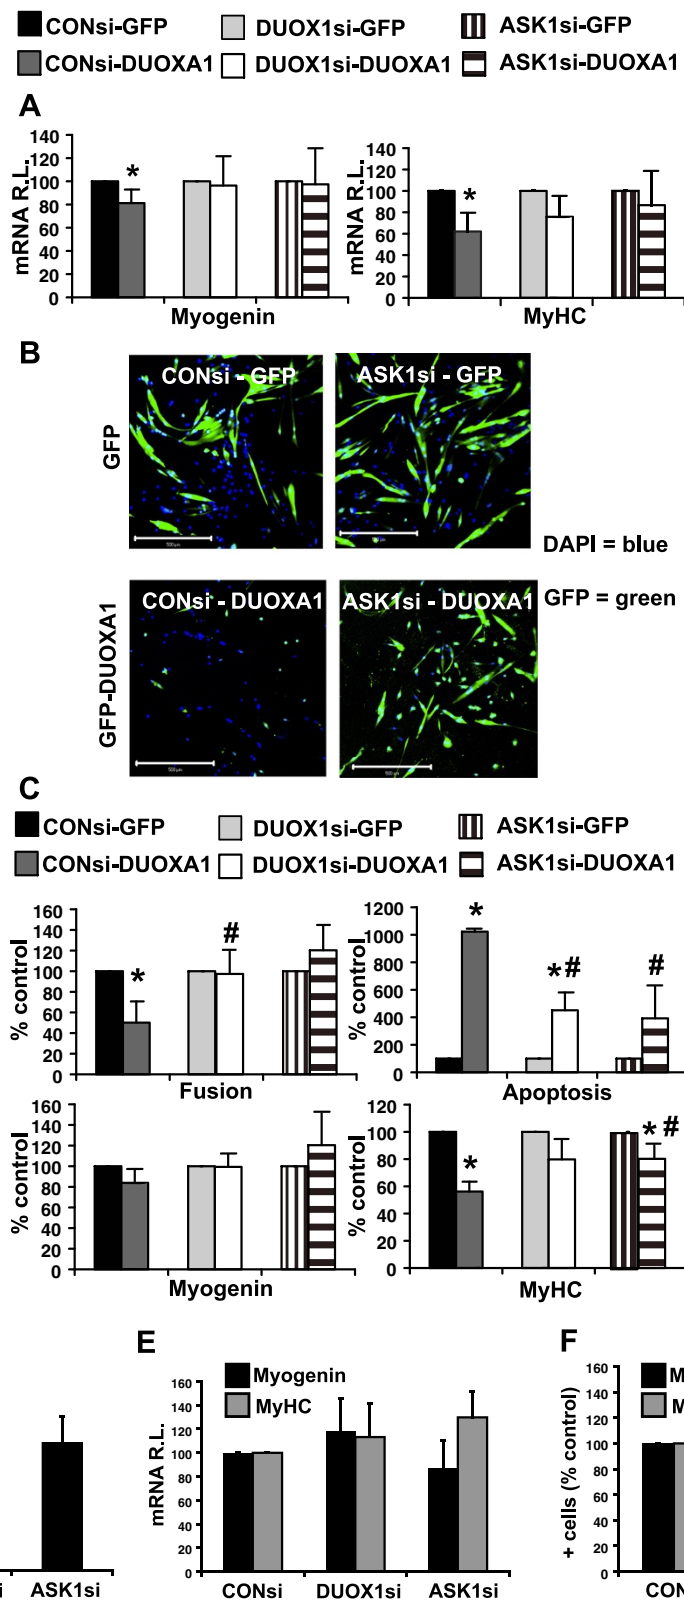 CONsi-GFP DUOX1si-GFP ASK1si-GFP
CONsi-DUOXA1 DUOX1si-DUOXA1 ASK1si-DUOXA1
A
mRNA R.L.
140
120
100
80
60
40
20
0
*
Myogenin
mRNA R.L.
140
120
100
80
60
40
20
0
*
MyHC
B
GFP
CONsi - GFP
500µm
ASK1si - GFP
DAPI = blue
GFP-DUOXA1
CONsi - DUOXA1
500µm
ASK1si - DUOXA1
500µm
GFP = green
C
CONsi-GFP DUOX1si-GFP ASK1si-GFP
CONsi-DUOXA1 DUOX1si-DUOXA1 ASK1si-DUOXA1
% control
160
140
120
100
80
60
40
20
0
*
#
Fusion
% control
1200
1000
800
600
400
200
0
*
*#
#
Apoptosis
% control
160
140
120
100
80
60
40
20
0
Myogenin
% control
120
100
80
60
40
20
0
*
*#
MyHC
i ASK1si
E
mRNA R.L.
160
140
120
100
80
60
40
20
0
Myogenin
MyHC
CONsi DUOX1si ASK1si
F
+ cells (% control)
160
140
120
100
80
60
40
20
0
M
M
CON